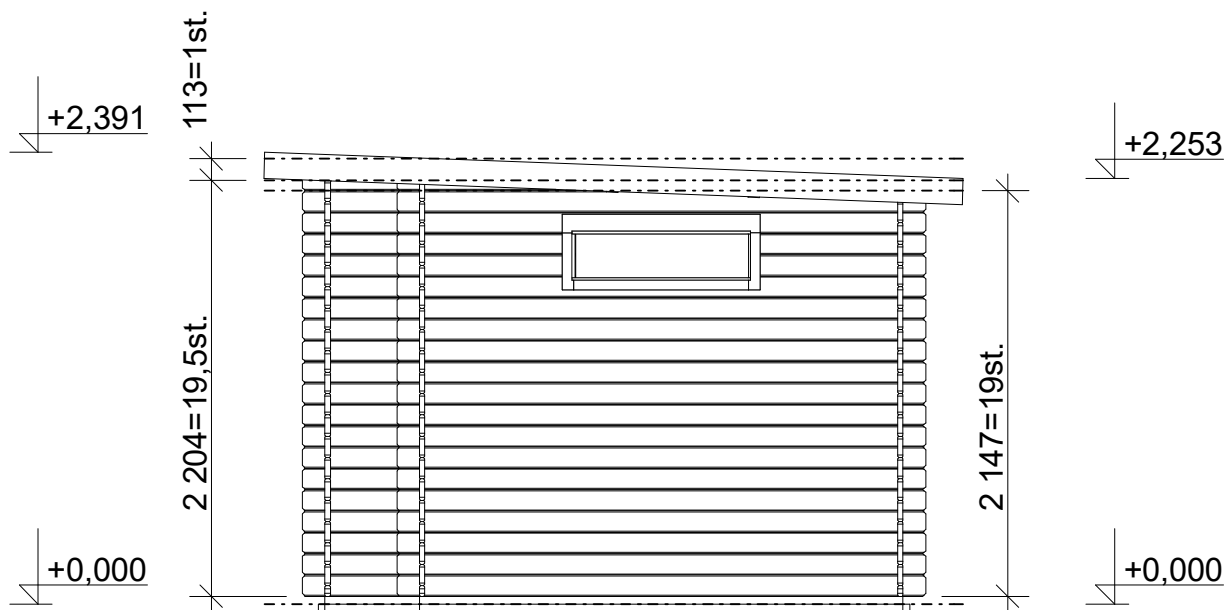 113=1st.
+2,391
+2,253
2 204=19,5st.
2 147=19st.
+0,000
+0,000